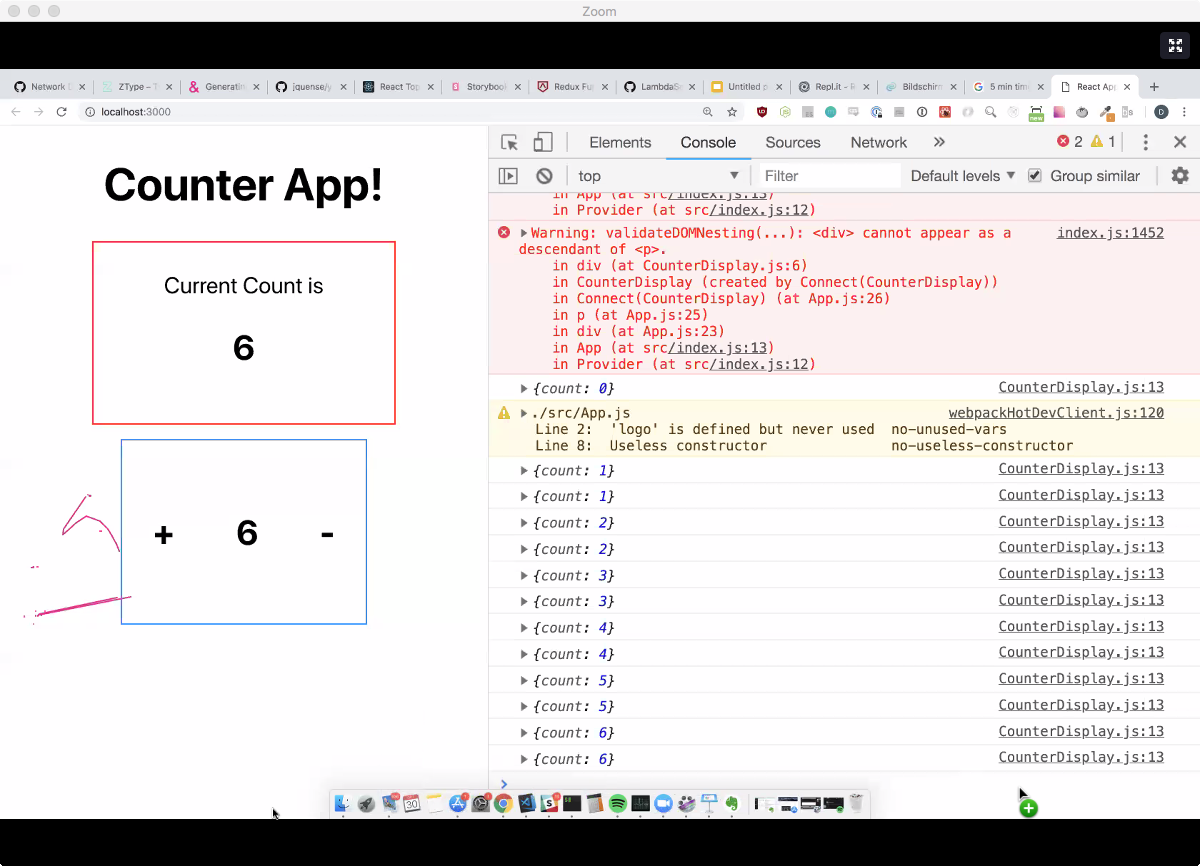 Zoom
Network
ZType – T
Generatin
jquense/y
React Top
Storybook
Redux Fu
LambdaS
Untitled p
Repl.it - R
Bildschirm
5 min time
React App
localhost:3000
Counter App!
Current Count is
6
+ 6 -
Elements Console Sources Network » 2 1
top Filter Default levels Group similar
in App (at src/index.js:13)
in Provider (at src/index.js:12)
Warning: validateDOMNesting(...): <div> cannot appear as a index.js:1452
descendant of <p>.
in div (at CounterDisplay.js:6)
in CounterDisplay (created by Connect(CounterDisplay))
in Connect(CounterDisplay) (at App.js:26)
in p (at App.js:25)
in div (at App.js:23)
in App (at src/index.js:13)
in Provider (at src/index.js:12)
{count: 0} CounterDisplay.js:13
./src/App.js webpackHotDevClient.js:120
Line 2: 'logo' is defined but never used no-unused-vars
Line 8: Useless constructor no-useless-constructor
{count: 1} CounterDisplay.js:13
{count: 1} CounterDisplay.js:13
{count: 2} CounterDisplay.js:13
{count: 2} CounterDisplay.js:13
{count: 3} CounterDisplay.js:13
{count: 3} CounterDisplay.js:13
{count: 4} CounterDisplay.js:13
{count: 4} CounterDisplay.js:13
{count: 5} CounterDisplay.js:13
{count: 5} CounterDisplay.js:13
{count: 6} CounterDisplay.js:13
{count: 6} CounterDisplay.js:13
30